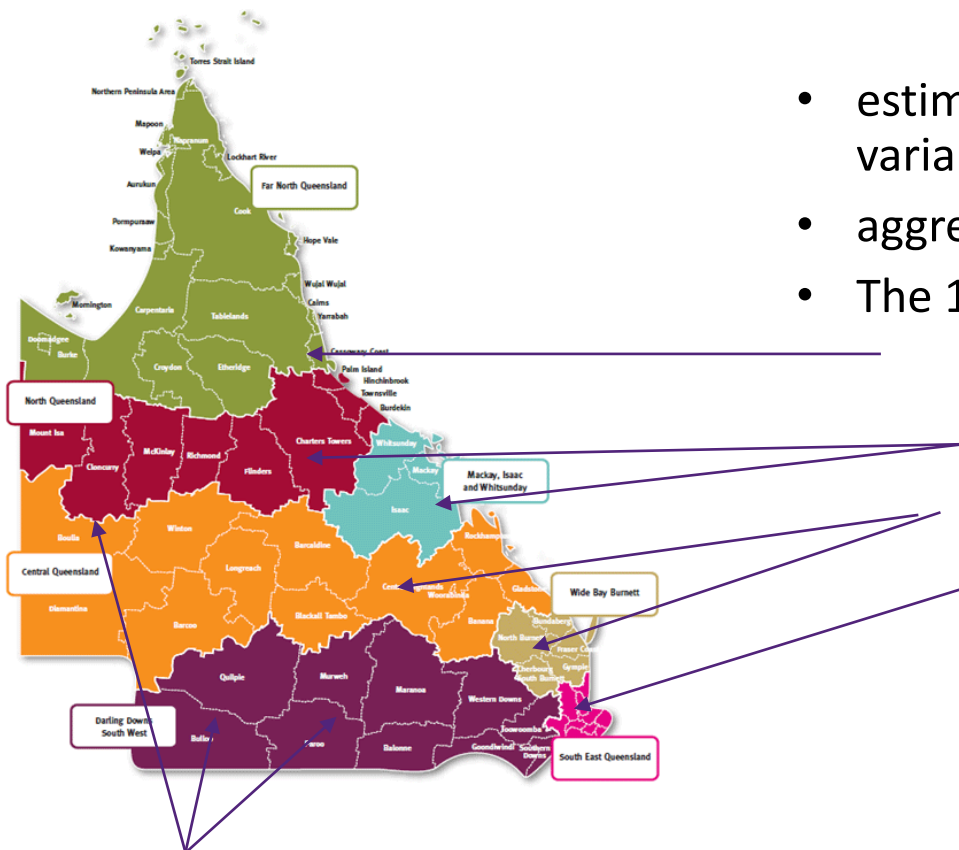 Torres Strait Island
Northern Peninsula Area
Mapoon
Napranum
Weipa
Lockhart River
Aurukun
Far North Queensland
Cook
Pormpuraaw
Kowanyama
Hope Vale
Wujal Wujal
Mornington
Cairns
Carpentaria
Tablelands
Yarrabah
Doomadgee
Burke
Croydon
Etheridge
Cassowary Coast
Palm Island
Hinchinbrook
Townsville
Burdekin
North Queensland
Mount Isa
Cloncurry
McKinlay
Richmond
Flinders
Charters Towers
Whitsunday
Mackay
Mackay, Isaac
and Whitsunday
Isaac
Boulia
Winton
Longreach
Barcaldine
Central Queensland
Diamantina
Barcoo
Blackall Tambo
Woorabinda
Banana
Gladstone
Wide Bay Burnett
Bundaberg
North Burnett
Fraser Coast
Gympie
Cherbourg
South Burnett
Quilpie
Murweh
Maranoa
Western Downs
Darling Downs
South West
Balonne
Toowoomba
Goondiwindi
Southern
Downs
South East Queensland
• estim
varia
• aggre
• The 1